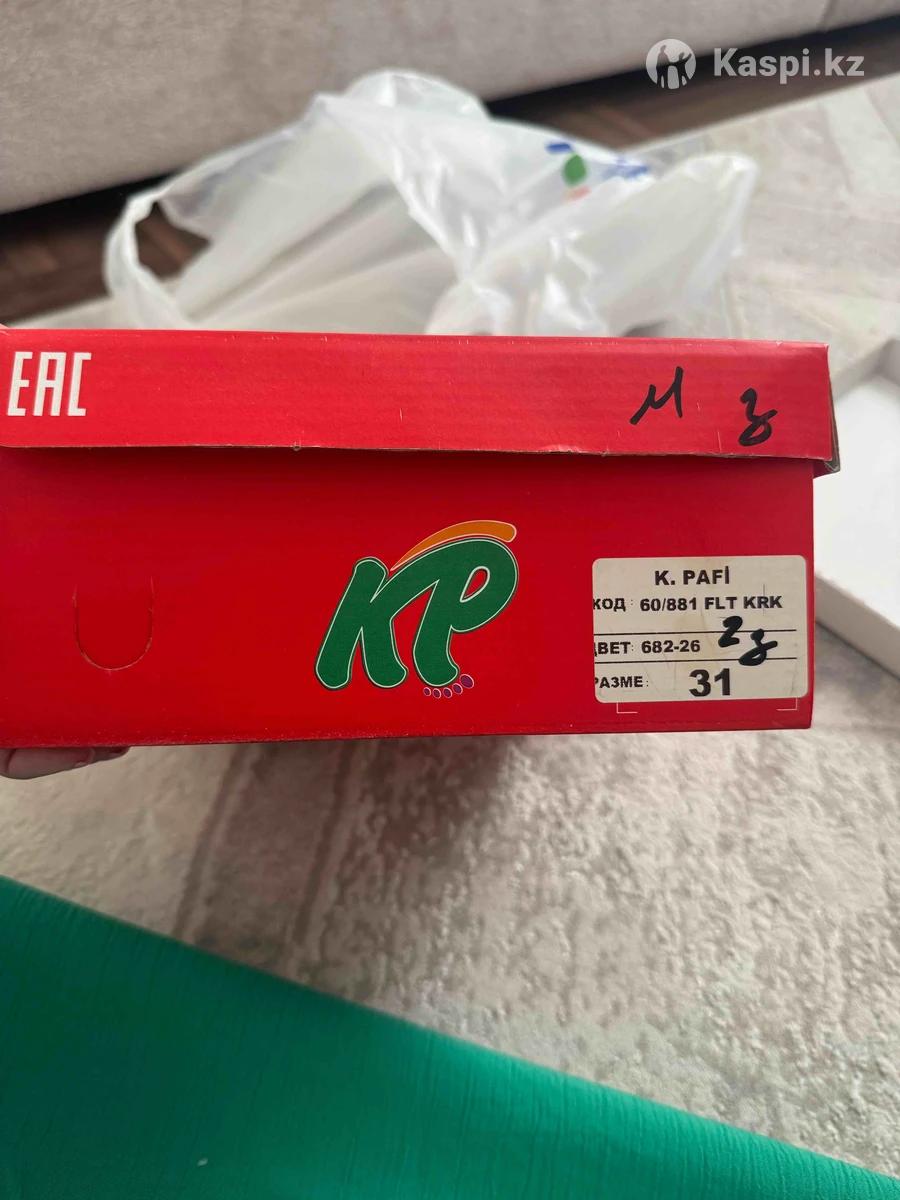 Kaspi.kz
EAC
KP
K. PAFİ
КОД : 60/881 FLT KRK
ЦВЕТ: 682-26
РАЗМЕ: 31